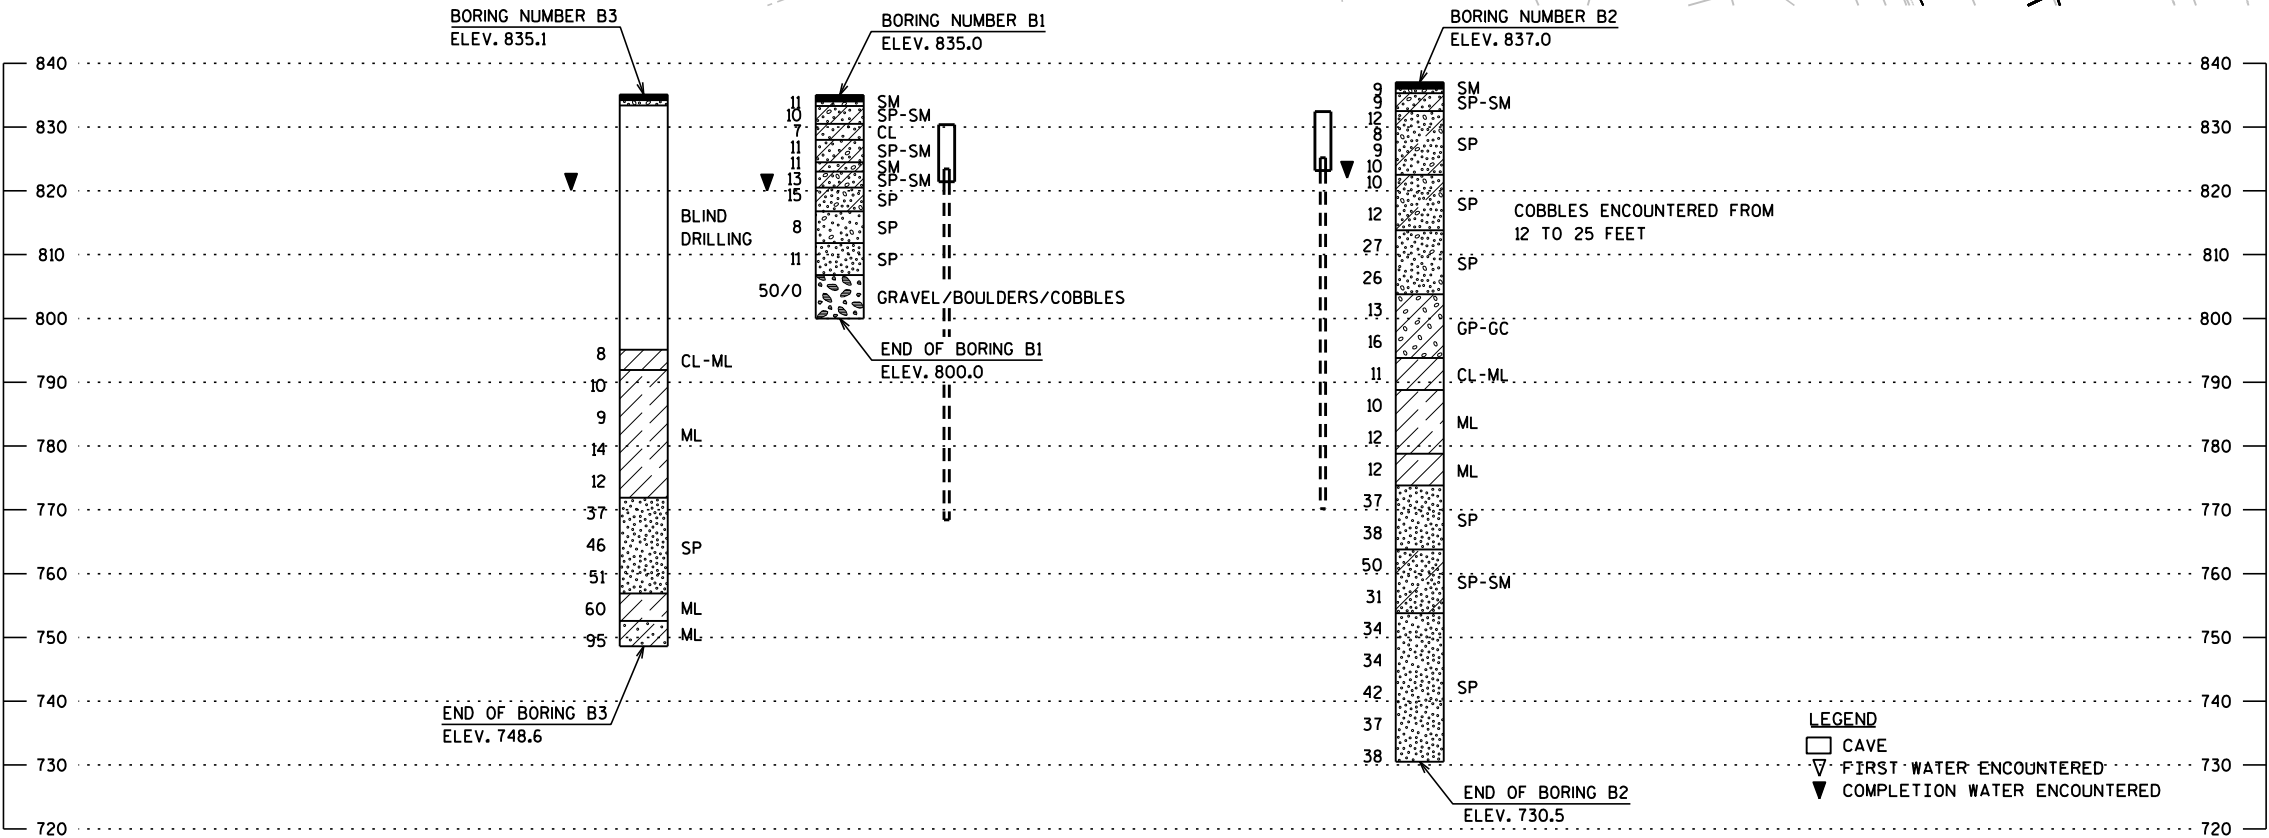 BORING NUMBER B3
ELEV. 835.1
BORING NUMBER B1
ELEV. 835.0
BORING NUMBER B2
ELEV. 837.0
840
830
820
810
800
790
780
770
760
750
740
730
720
BLIND
DRILLING
8
10
9
14
12
37
46
51
60
95
CL-ML
ML
SP
ML
ML
END OF BORING B3
ELEV. 748.6
11
10
7
11
11
13
15
8
11
50/0
SM
SP-SM
CL
SP-SM
SM
SP-SM
SP
SP
SP
GRAVEL/BOULDERS/COBBLES
END OF BORING B1
ELEV. 800.0
9
9
12
8
9
10
10
12
27
26
13
16
11
10
12
12
37
38
50
31
34
34
42
37
38
SM
SP-SM
SP
SP
SP
GP-GC
CL-ML
ML
ML
SP
SP-SM
SP
COBBLES ENCOUNTERED FROM
12 TO 25 FEET
END OF BORING B2
ELEV. 730.5
LEGEND
CAVE
FIRST WATER ENCOUNTERED
COMPLETION WATER ENCOUNTERED
840
830
820
810
800
790
780
770
760
750
740
730
720